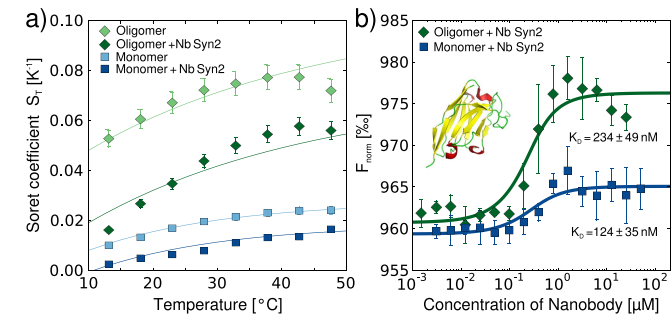 a)
Oligomer
Oligomer+Nb Syn2
Monomer
Monomer+Nb Syn2
Soret coefficient S_T [K⁻¹]
0.10
0.08
0.06
0.04
0.02
0.00
10 20 30 40 50
Temperature [°C]
b)
Oligomer+Nb Syn2
Monomer+Nb Syn2
F_norm [‰]
985
980
975
970
965
960
955
K_D=234±49 nM
K_D=124±35 nM
10⁻³ 10⁻² 10⁻¹ 10⁰ 10¹ 10²
Concentration of Nanobody [µM]